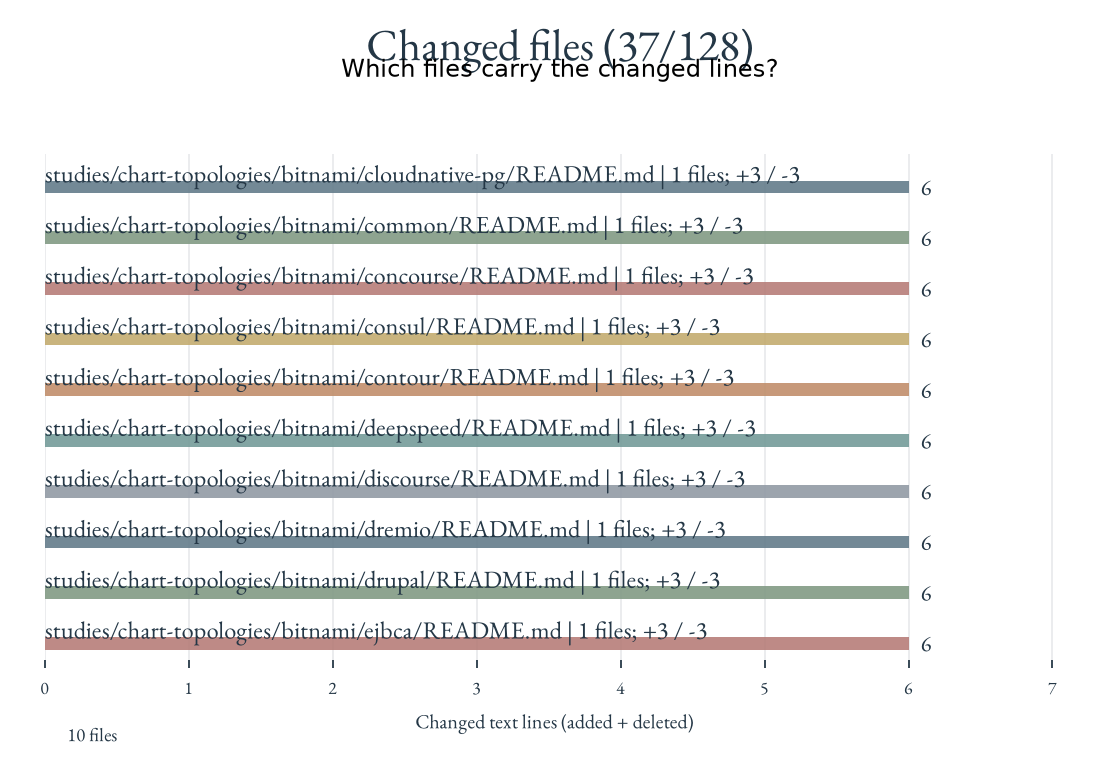 Changed files (37/128)
Which files carry the changed lines?
studies/chart-topologies/bitnami/cloudnative-pg/README.md | 1 files; +3 / -3
6
studies/chart-topologies/bitnami/common/README.md | 1 files; +3 / -3
6
studies/chart-topologies/bitnami/concourse/README.md | 1 files; +3 / -3
6
studies/chart-topologies/bitnami/consul/README.md | 1 files; +3 / -3
6
studies/chart-topologies/bitnami/contour/README.md | 1 files; +3 / -3
6
studies/chart-topologies/bitnami/deepspeed/README.md | 1 files; +3 / -3
6
studies/chart-topologies/bitnami/discourse/README.md | 1 files; +3 / -3
6
studies/chart-topologies/bitnami/dremio/README.md | 1 files; +3 / -3
6
studies/chart-topologies/bitnami/drupal/README.md | 1 files; +3 / -3
6
studies/chart-topologies/bitnami/ejbca/README.md | 1 files; +3 / -3
6
0 1 2 3 4 5 6 7
Changed text lines (added + deleted)
10 files